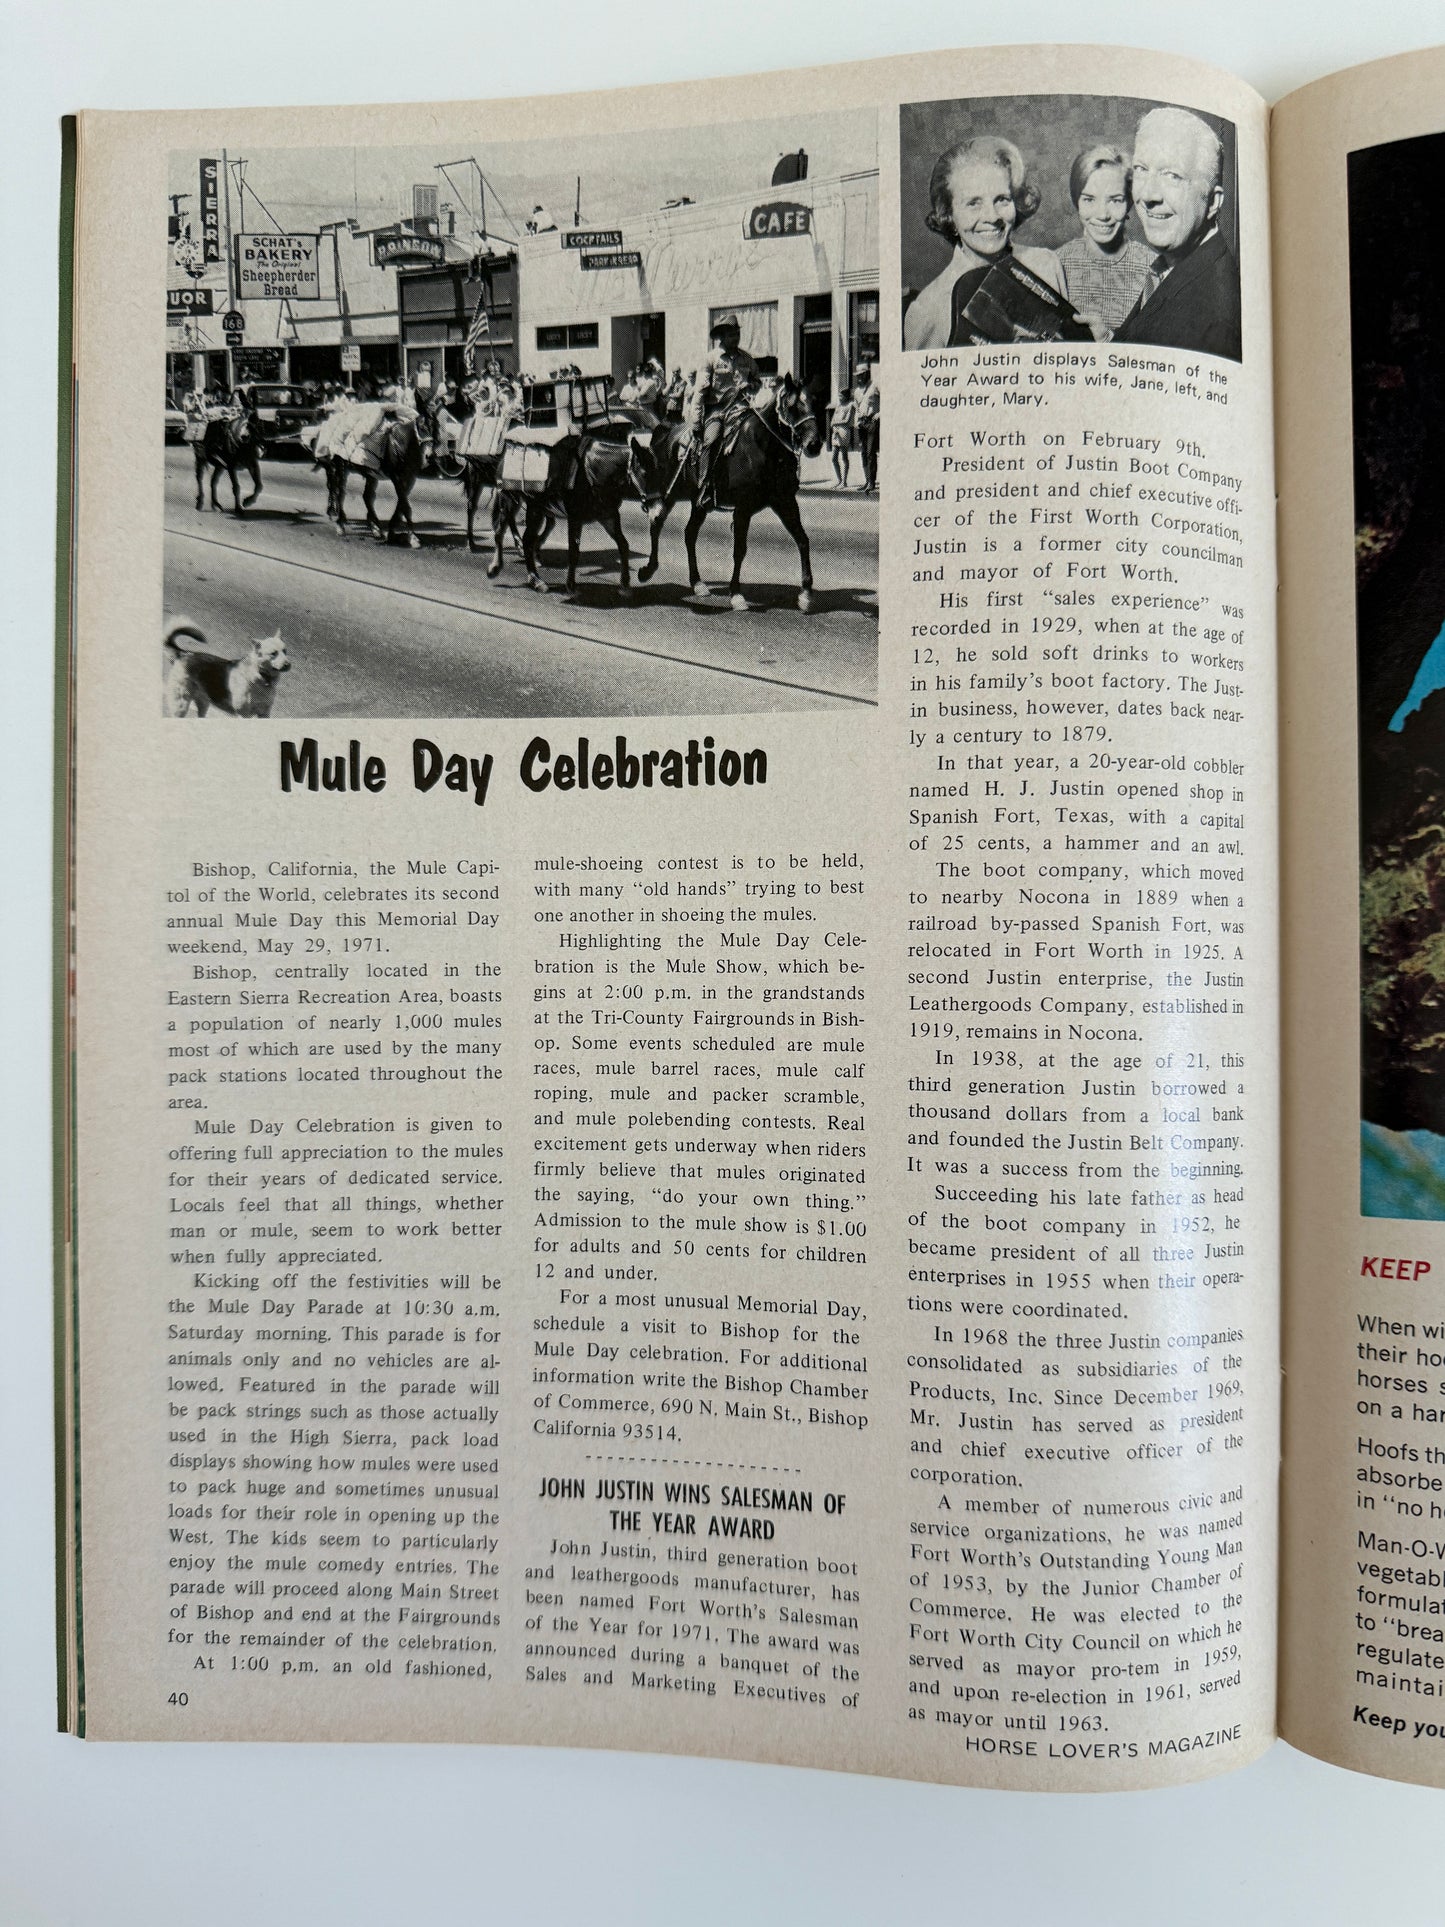 SIERRA
SCHAT's
BAKERY
The Original
Sheepherder
Bread
UOR
168
COCKTAILS
CAFE
John Justin displays Salesman of the
Year Award to his wife, Jane, left, and
daughter, Mary.
Mule Day Celebration
Bishop, California, the Mule Capi-
tol of the World, celebrates its second
annual Mule Day this Memorial Day
weekend, May 29, 1971.
Bishop, centrally located in the
Eastern Sierra Recreation Area, boasts
a population of nearly 1,000 mules
most of which are used by the many
pack stations located throughout the
area.
Mule Day Celebration is given to
offering full appreciation to the mules
for their years of dedicated service.
Locals feel that all things, whether
man or mule, seem to work better
when fully appreciated.
Kicking off the festivities will be
the Mule Day Parade at 10:30 a.m.
Saturday morning. This parade is for
animals only and no vehicles are al-
lowed. Featured in the parade will
be pack strings such as those actually
used in the High Sierra, pack load
displays showing how mules were used
to pack huge and sometimes unusual
loads for their role in opening up the
West. The kids seem to particularly
enjoy the mule comedy entries. The
parade will proceed along Main Street
of Bishop and end at the Fairgrounds
for the remainder of the celebration.
At 1:00 p.m. an old fashioned,
mule-shoeing contest is to be held,
with many "old hands" trying to best
one another in shoeing the mules.
Highlighting the Mule Day Cele-
bration is the Mule Show, which be-
gins at 2:00 p.m. in the grandstands
at the Tri-County Fairgrounds in Bish-
op. Some events scheduled are mule
races, mule barrel races, mule calf
roping, mule and packer scramble,
and mule polebending contests. Real
excitement gets underway when riders
firmly believe that mules originated
the saying, "do your own thing."
Admission to the mule show is $1.00
for adults and 50 cents for children
12 and under.
For a most unusual Memorial Day,
schedule a visit to Bishop for the
Mule Day celebration. For additional
information write the Bishop Chamber
of Commerce, 690 N. Main St., Bishop
California 93514.
JOHN JUSTIN WINS SALESMAN OF
THE YEAR AWARD
John Justin, third generation boot
and leathergoods manufacturer, has
been named Fort Worth's Salesman
of the Year for 1971. The award was
announced during a banquet of the
Sales and Marketing Executives of
Fort Worth on February 9th.
President of Justin Boot Company
and president and chief executive offi-
cer of the First Worth Corporation,
Justin is a former city councilman
and mayor of Fort Worth.
His first "sales experience" was
recorded in 1929, when at the age of
12, he sold soft drinks to workers
in his family's boot factory. The Just-
in business, however, dates back near-
ly a century to 1879.
In that year, a 20-year-old cobbler
named H. J. Justin opened shop in
Spanish Fort, Texas, with a capital
of 25 cents, a hammer and an awl.
The boot company, which moved
to nearby Nocona in 1889 when a
railroad by-passed Spanish Fort, was
relocated in Fort Worth in 1925. A
second Justin enterprise, the Justin
Leathergoods Company, established in
1919, remains in Nocona.
In 1938, at the age of 21, this
third generation Justin borrowed a
thousand dollars from a local bank
and founded the Justin Belt Company.
It was a success from the beginning.
Succeeding his late father as head
of the boot company in 1952, he
became president of all three Justin
enterprises in 1955 when their opera-
tions were coordinated.
In 1968 the three Justin companies
consolidated as subsidiaries of the
Products, Inc. Since December 1969,
Mr. Justin has served as president
and chief executive officer of the
corporation.
A member of numerous civic and
service organizations, he was named
Fort Worth's Outstanding Young Man
of 1953, by the Junior Chamber of
Commerce. He was elected to the
Fort Worth City Council on which he
served as mayor pro-tem in 1959,
and upon re-election in 1961, served
as mayor until 1963.
40
HORSE LOVER'S MAGAZINE
KEEP
When wi
their ho
horses s
on a har
Hoofs th
absorbe
in "no h
Man-O-W
vegetabl
formulat
to "brea
regulate
maintai
Keep you